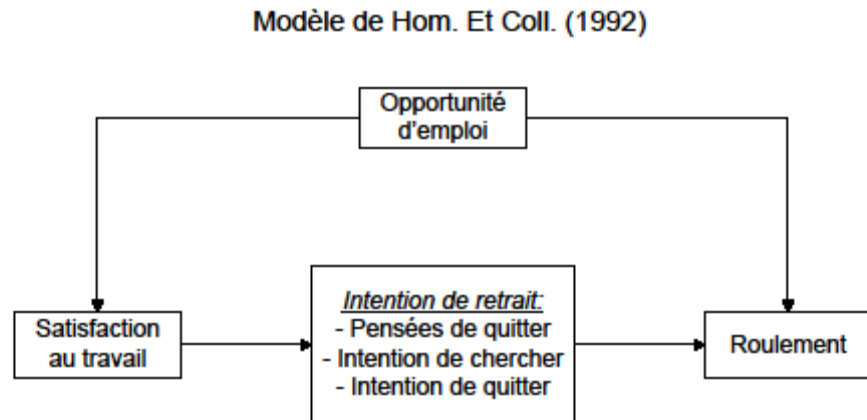 Modèle de Hom. Et Coll. (1992)
Opportunité
d'emploi
Satisfaction
au travail
Intention de retrait:
- Pensées de quitter
- Intention de chercher
- Intention de quitter
Roulement